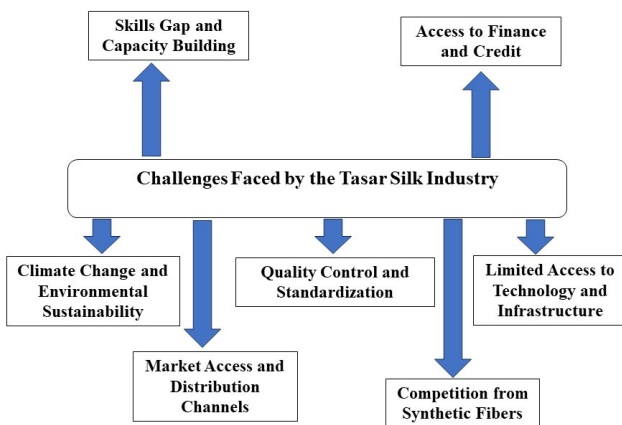 Skills Gap and
Capacity Building
Access to Finance
and Credit
Challenges Faced by the Tasar Silk Industry
Climate Change and
Environmental
Sustainability
Quality Control and
Standardization
Limited Access to
Technology and
Infrastructure
Market Access and
Distribution
Channels
Competition from
Synthetic Fibers